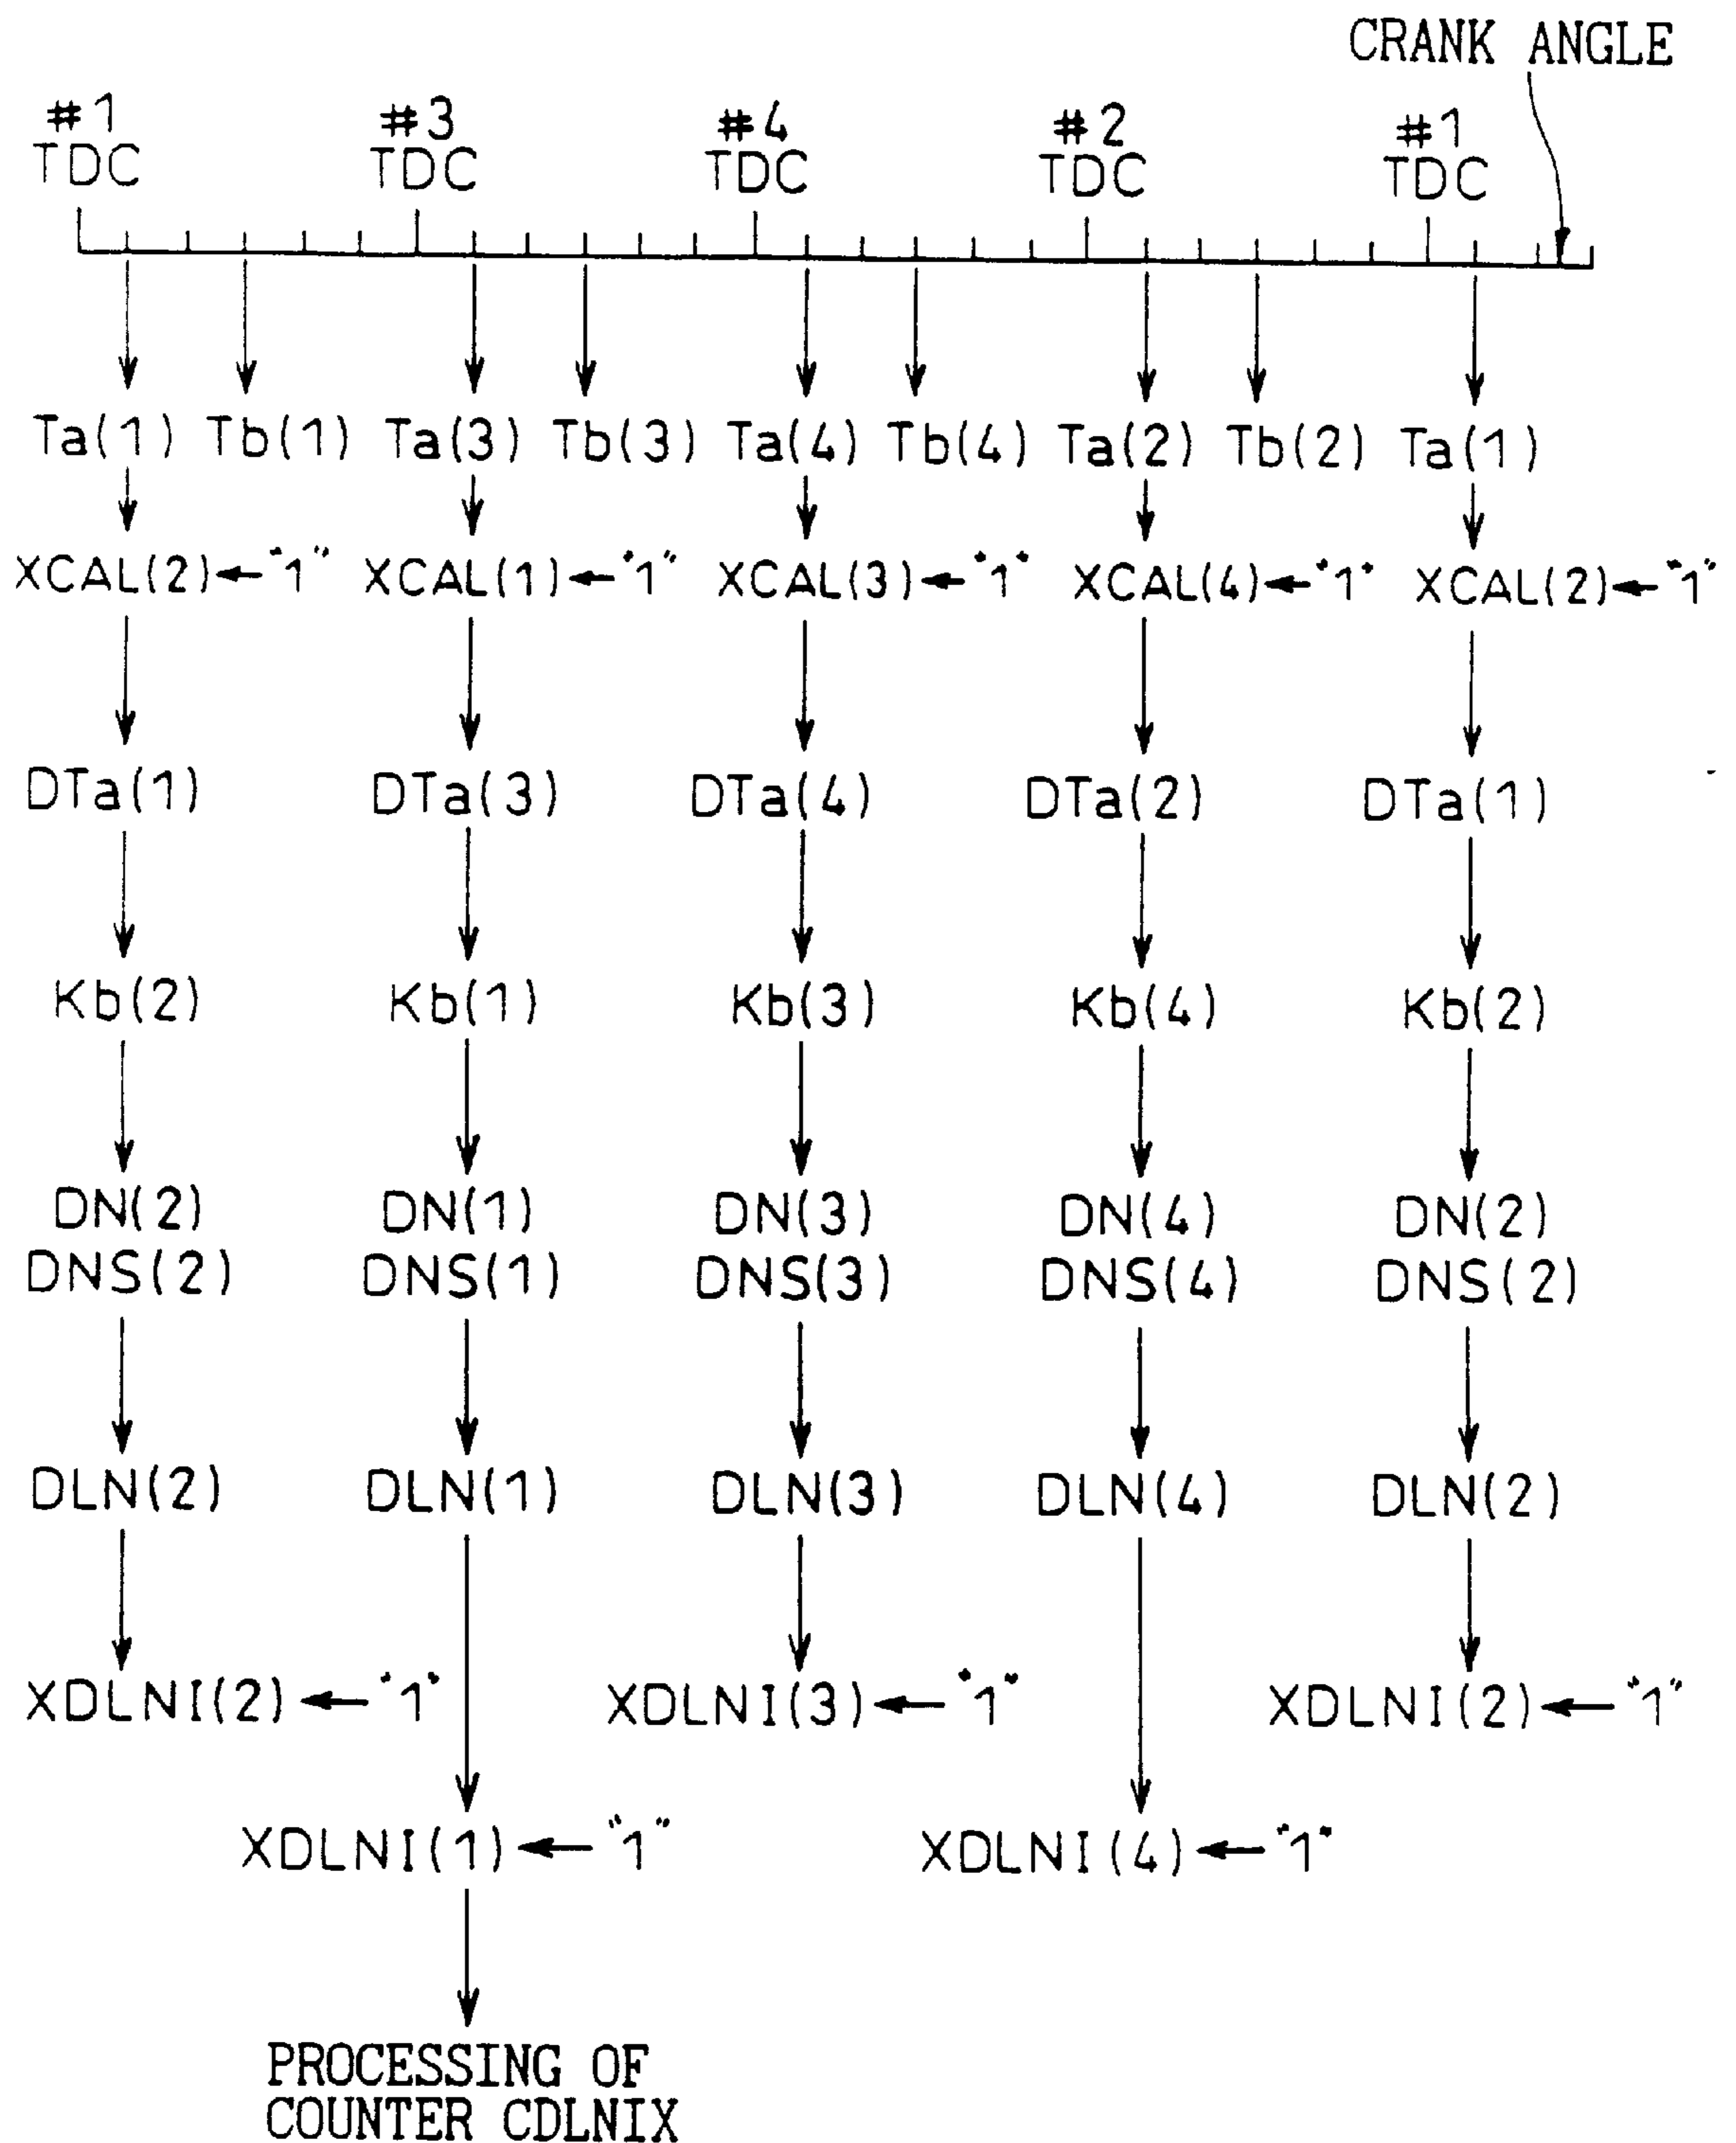 CRANK ANGLE
#1 #3 #4 #2 #1
TDC TDC TDC TDC TDC
Ta(1) Tb(1) Ta(3) Tb(3) Ta(4) Tb(4) Ta(2) Tb(2) Ta(1)
XCAL(2)←"1" XCAL(1)←"1" XCAL(3)←"1" XCAL(4)←"1" XCAL(2)←"1"
DTa(1) DTa(3) DTa(4) DTa(2) DTa(1)
Kb(2) Kb(1) Kb(3) Kb(4) Kb(2)
DN(2) DN(1) DN(3) DN(4) DN(2)
DNS(2) DNS(1) DNS(3) DNS(4) DNS(2)
DLN(2) DLN(1) DLN(3) DLN(4) DLN(2)
XDLNI(2)←"1" XDLNI(3)←"1" XDLNI(2)←"1"
XDLNI(1)←"1" XDLNI(4)←"1"
PROCESSING OF
COUNTER CDLNIX